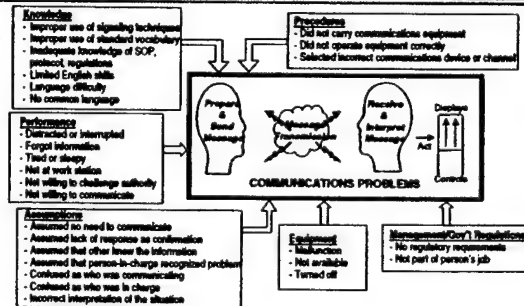 Knowledge
- Improper use of signaling techniques
- Improper use of standard vocabulary
- Inadequate knowledge of SOP,
protocol, regulations
- Limited English skills
- Language difficulty
- No common language
Procedures
- Did not carry communications equipment
- Did not operate equipment correctly
- Selected incorrect communications device or channel
Performance
- Distracted or interrupted
- Forgot information
- Tired or sleepy
- Not at work station
- Not willing to challenge authority
- Not willing to communicate
Prepare
& Send
Message
Message
Transmission
Receive
& Interpret
Message
Displays
Act
Controls
COMMUNICATIONS PROBLEMS
Assumptions
- Assumed no need to communicate
- Assumed lack of response as confirmation
- Assumed that other knew the information
- Assumed that person-in-charge recognized problem
- Confused as who was communicating
- Confused as who was in charge
- Incorrect interpretation of the situation
Equipment
- Malfunction
- Not available
- Turned off
Management/Gov't Regulations
- No regulatory requirements
- Not part of person's job